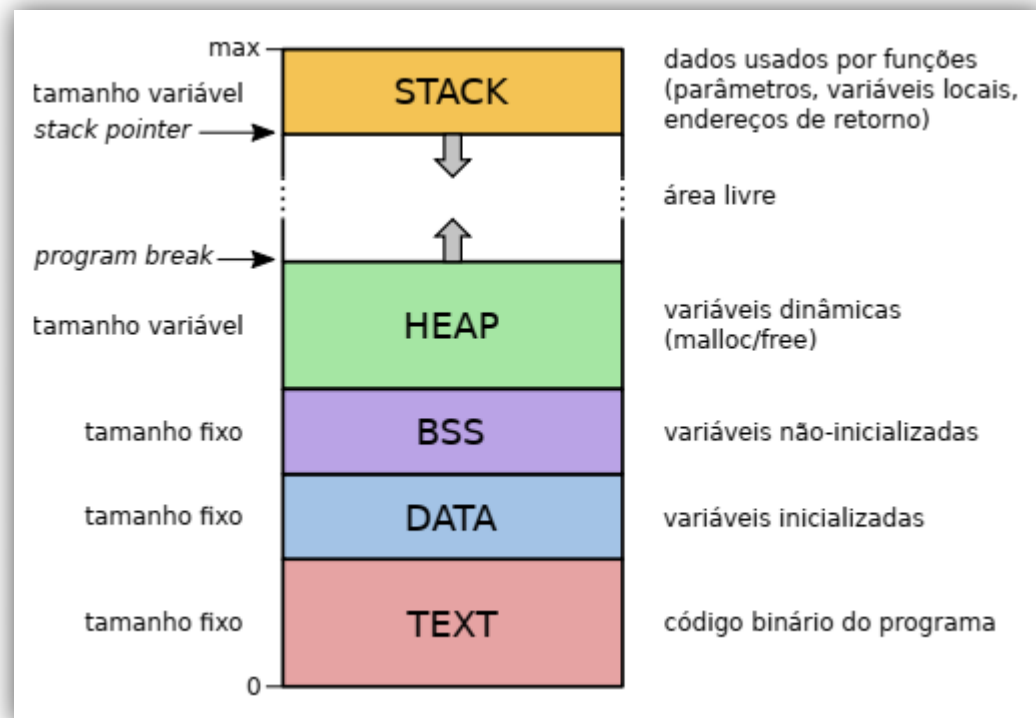 max
tamanho variável
stack pointer
STACK
dados usados por funções
(parâmetros, variáveis locais,
endereços de retorno)
área livre
program break
tamanho variável
HEAP
variáveis dinâmicas
(malloc/free)
tamanho fixo
BSS
variáveis não-inicializadas
tamanho fixo
DATA
variáveis inicializadas
tamanho fixo
TEXT
código binário do programa
0